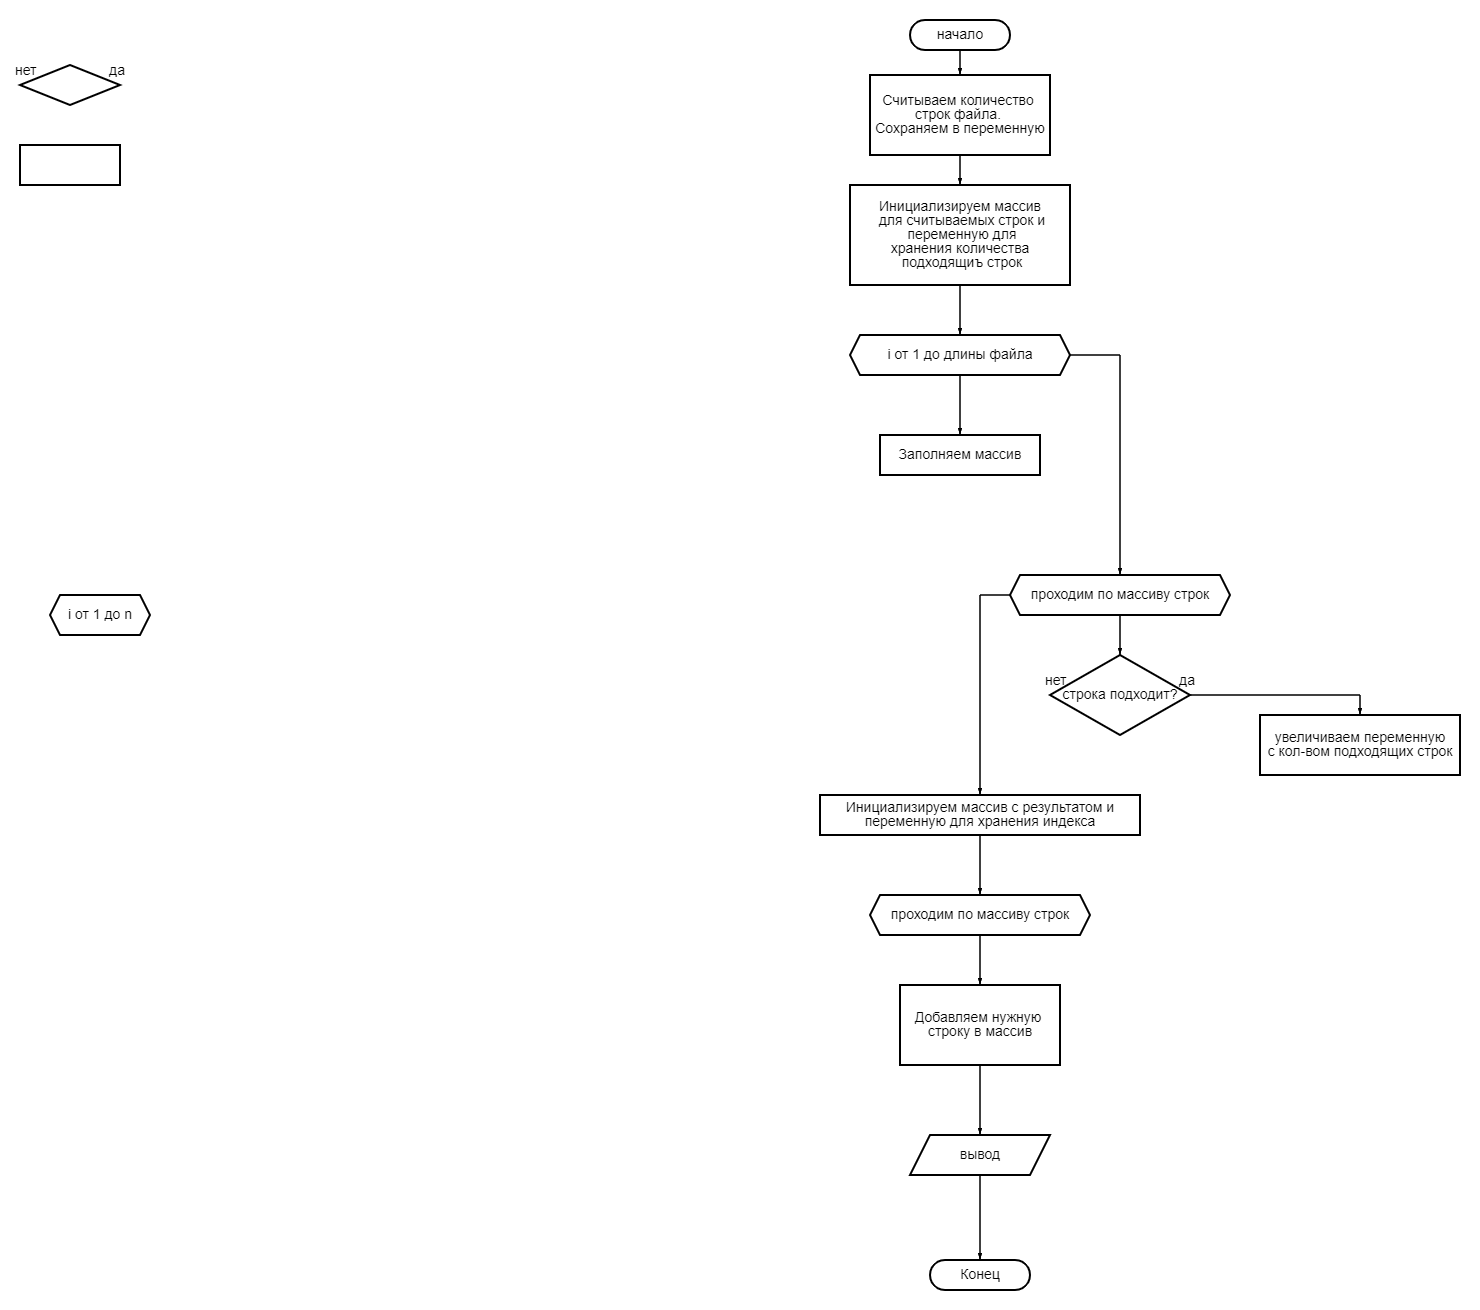 начало
нет
да
Считываем количество
строк файла.
Сохраняем в переменную
Инициализируем массив
для считываемых строк и
переменную для
хранения количества
подходящиъ строк
i от 1 до длины файла
Заполняем массив
i от 1 до n
проходим по массиву строк
нет
да
строка подходит?
увеличиваем переменную
с кол-вом подходящих строк
Инициализируем массив с результатом и
переменную для хранения индекса
проходим по массиву строк
Добавляем нужную
строку в массив
вывод
Конец